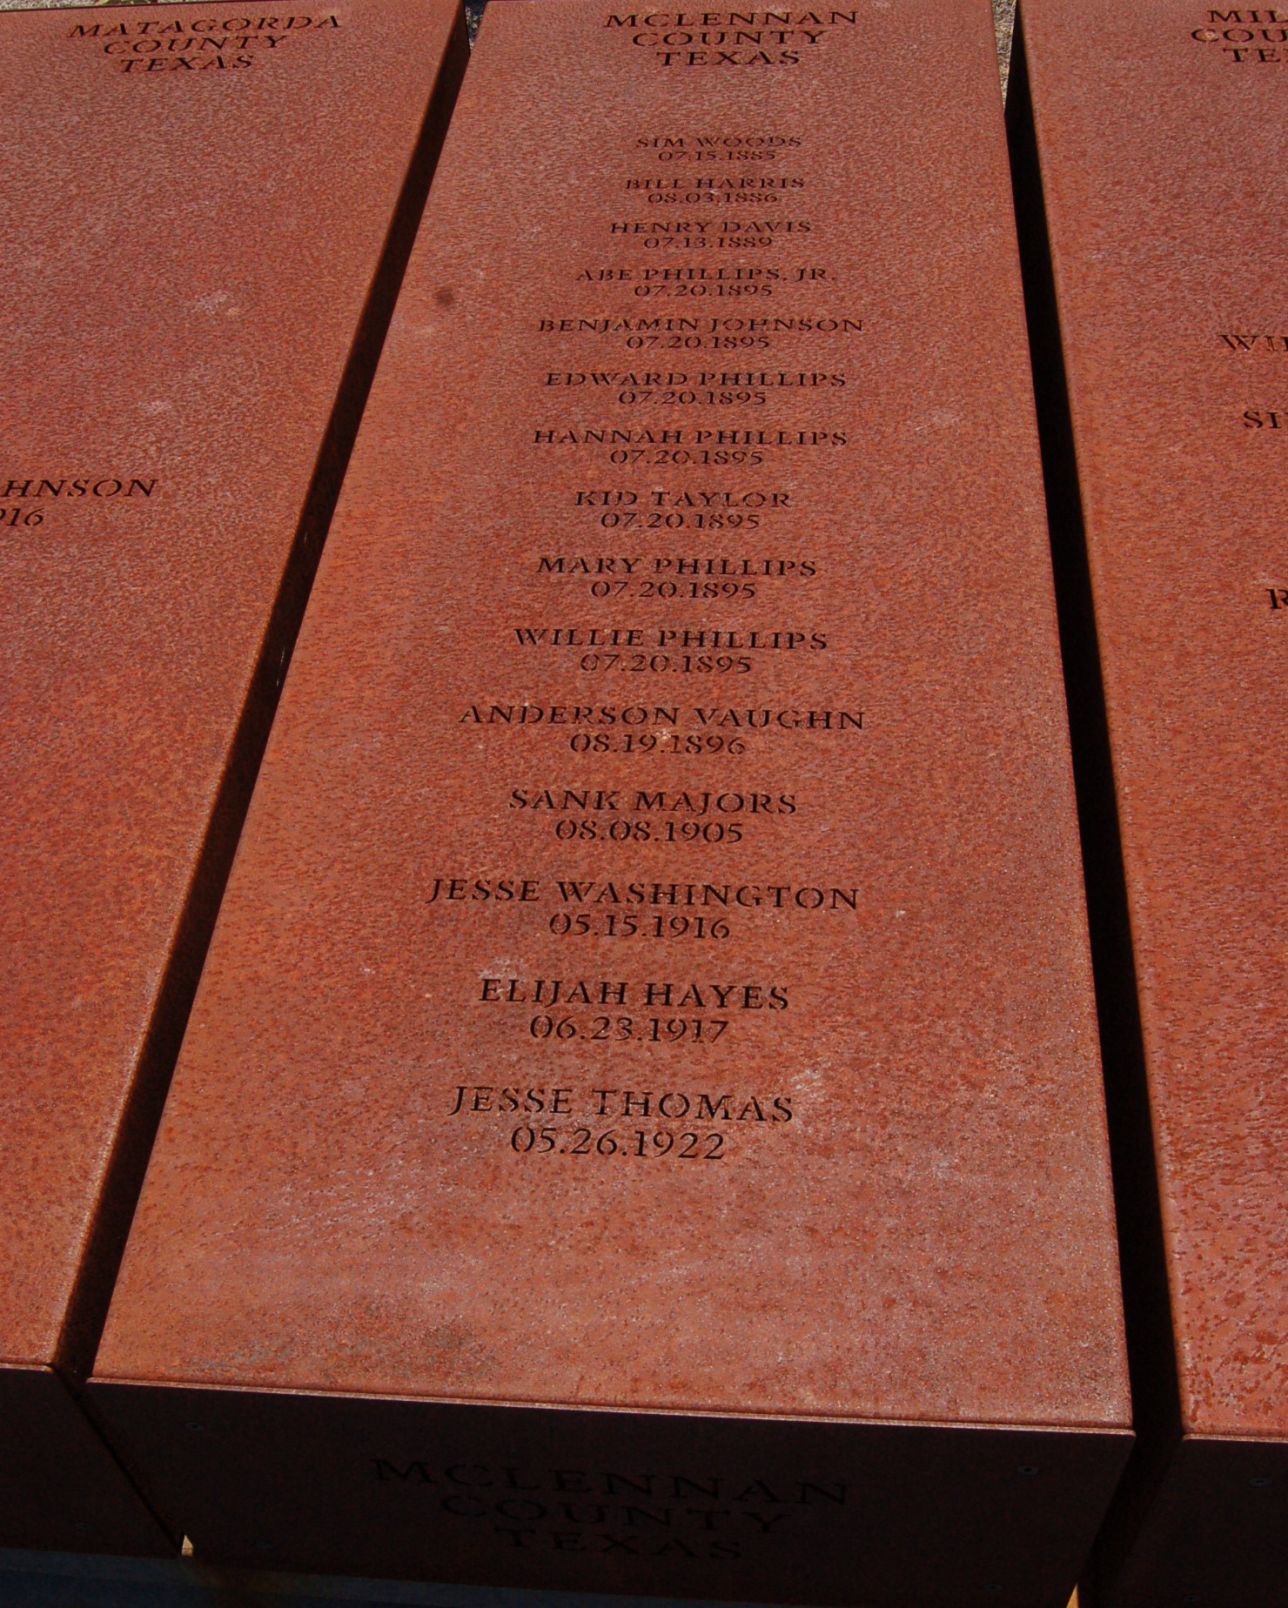 MATAGORDA
COUNTY
TEXAS
HNSON
16
MCLENNAN
COUNTY
TEXAS
SIM WOODS
07.15.1885
BILL HARRIS
08.03.1886
HENRY DAVIS
07.13.1889
ABE PHILLIPS, JR.
07.20.1895
BENJAMIN JOHNSON
07.20.1895
EDWARD PHILLIPS
07.20.1895
HANNAH PHILLIPS
07.20.1895
KID TAYLOR
07.20.1895
MARY PHILLIPS
07.20.1895
WILLIE PHILLIPS
07.20.1895
ANDERSON VAUGHN
08.19.1896
SANK MAJORS
08.08.1905
JESSE WASHINGTON
05.15.1916
ELIJAH HAYES
06.23.1917
JESSE THOMAS
05.26.1922
MCLENNAN
COUNTY
TEXAS